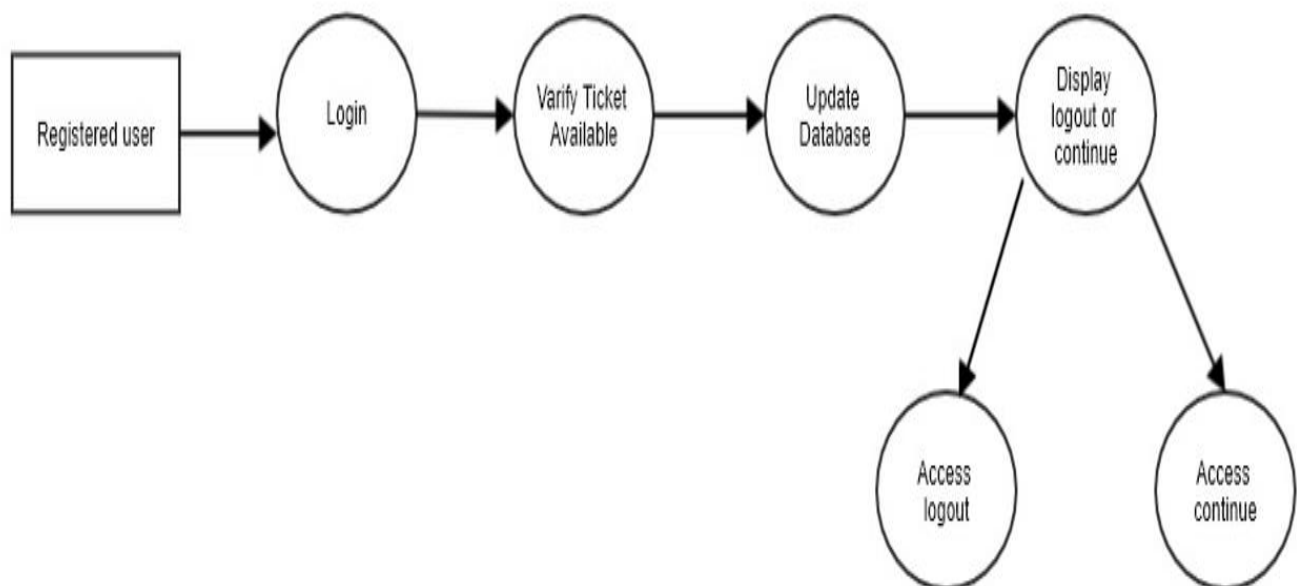 Registered user
Login
Varify Ticket
Available
Update
Database
Display
logout or
continue
Access
logout
Access
continue